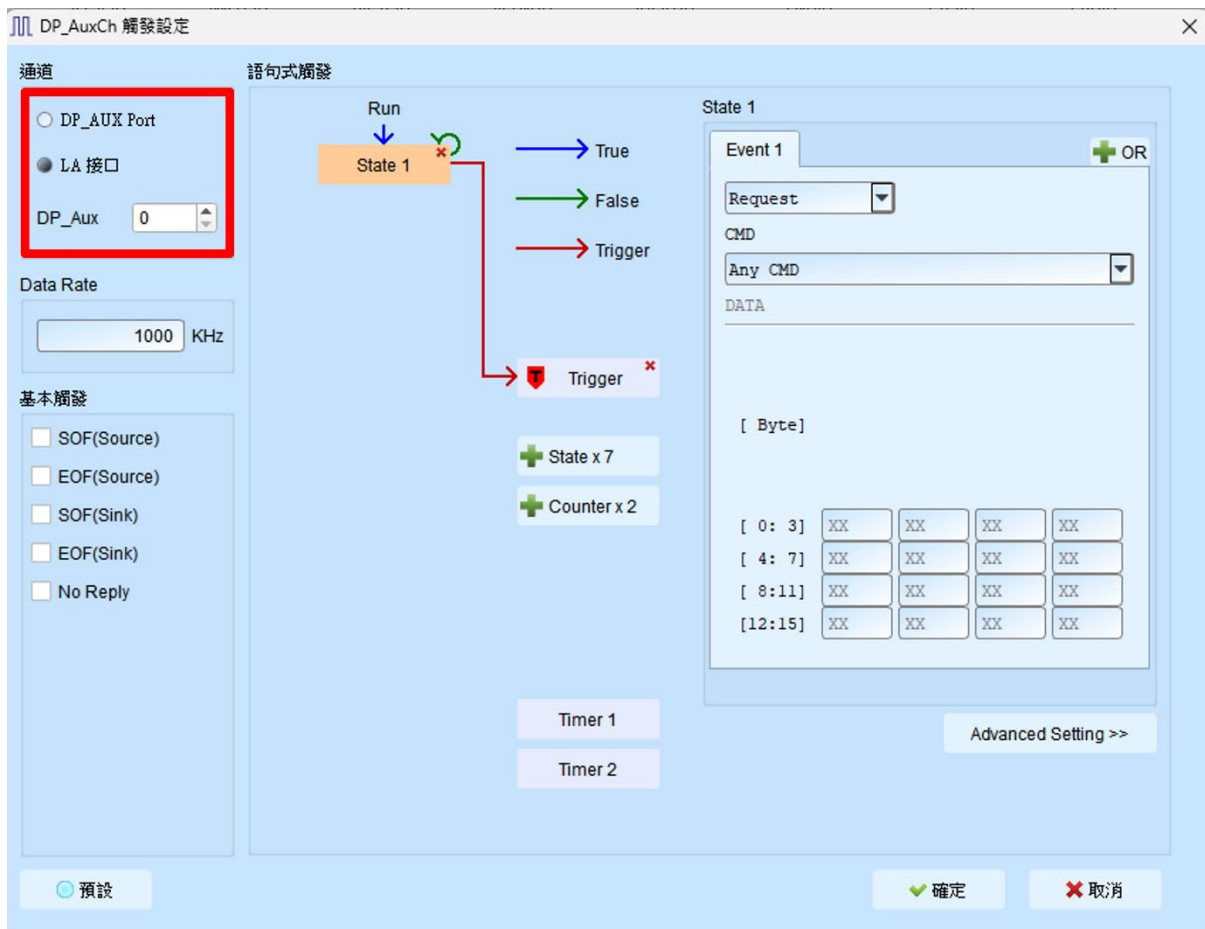 DP_AuxCh 觸發設定
通道
DP_AUX Port
LA 接口
DP_Aux 0
Data Rate
1000 KHz
基本觸發
SOF(Source)
EOF(Source)
SOF(Sink)
EOF(Sink)
No Reply
語句式觸發
Run
State 1
True
False
Trigger
T Trigger
State x 7
Counter x 2
Timer 1
Timer 2
State 1
Event 1
OR
Request
CMD
Any CMD
DATA
[ Byte]
[ 0: 3] XX XX XX XX
[ 4: 7] XX XX XX XX
[ 8:11] XX XX XX XX
[12:15] XX XX XX XX
Advanced Setting >>
預設
確定
取消